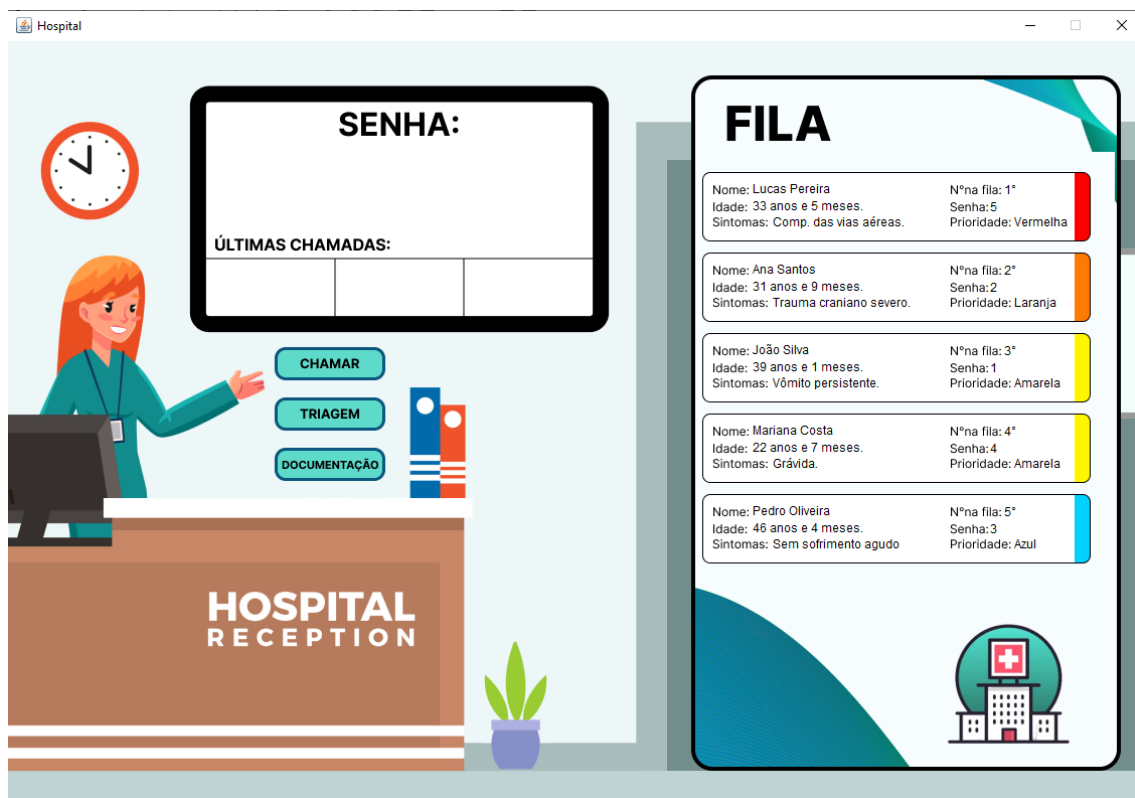 Hospital
SENHA:
ÚLTIMAS CHAMADAS:
CHAMAR
TRIAGEM
DOCUMENTAÇÃO
HOSPITAL
RECEPTION
FILA
Nome: Lucas Pereira Nºna fila: 1°
Idade: 33 anos e 5 meses. Senha: 5
Sintomas: Comp. das vias aéreas. Prioridade: Vermelha
Nome: Ana Santos Nºna fila: 2°
Idade: 31 anos e 9 meses. Senha: 2
Sintomas: Trauma craniano severo. Prioridade: Laranja
Nome: João Silva Nºna fila: 3°
Idade: 39 anos e 1 meses. Senha: 1
Sintomas: Vômito persistente. Prioridade: Amarela
Nome: Mariana Costa Nºna fila: 4°
Idade: 22 anos e 7 meses. Senha: 4
Sintomas: Grávida. Prioridade: Amarela
Nome: Pedro Oliveira Nºna fila: 5°
Idade: 46 anos e 4 meses. Senha: 3
Sintomas: Sem sofrimento agudo Prioridade: Azul